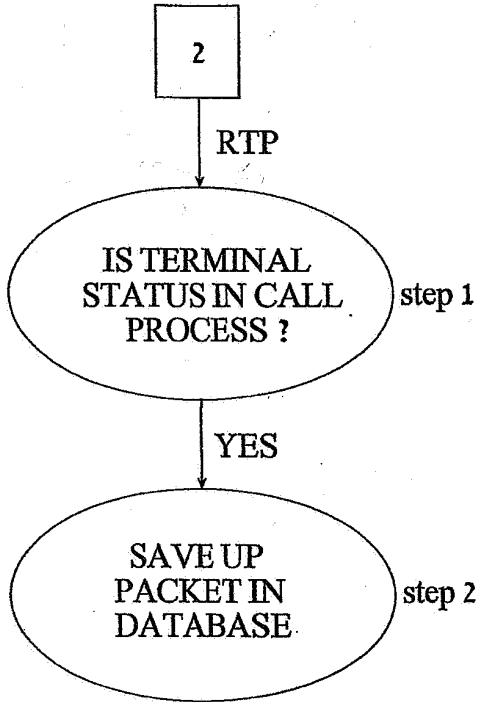 2
RTP
IS TERMINAL
STATUS IN CALL
PROCESS ?
step 1
YES
SAVE UP
PACKET IN
DATABASE
step 2